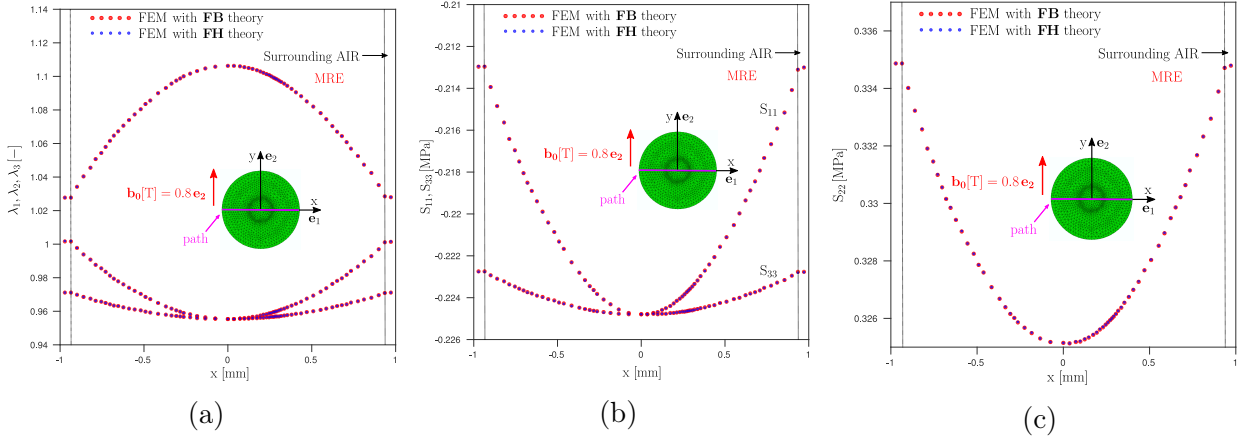 FEM with FB theory
FEM with FH theory
Surrounding AIR
MRE
b₀[T] = 0.8 e₂
y
e₂
x
e₁
path
λ₁, λ₂, λ₃ [−]
1.14
1.12
1.1
1.08
1.06
1.04
1.02
1
0.98
0.96
0.94
-1
-0.5
0
0.5
1
x [mm]
(a)
FEM with FB theory
FEM with FH theory
Surrounding AIR
MRE
S₁₁
S₃₃
b₀[T] = 0.8 e₂
y
e₂
x
e₁
path
S₁₁, S₃₃ [MPa]
-0.21
-0.212
-0.214
-0.216
-0.218
-0.22
-0.222
-0.224
-0.226
-1
-0.5
0
0.5
1
x [mm]
(b)
FEM with FB theory
FEM with FH theory
Surrounding AIR
MRE
b₀[T] = 0.8 e₂
y
e₂
x
e₁
path
S₂₂ [MPa]
0.336
0.334
0.332
0.33
0.328
0.326
-1
-0.5
0
0.5
1
x [mm]
(c)